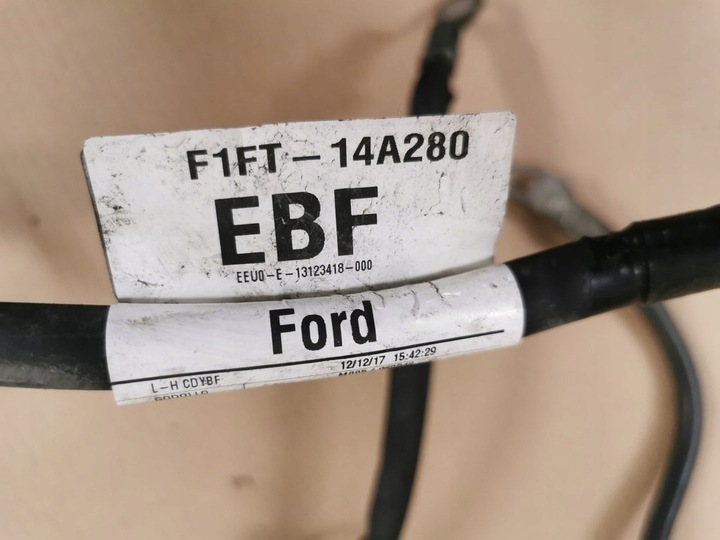 F1FT-14A280
EBF
EEU0-E-13123418-000
Ford
12/12/17 15:42:29
L-H CDYBF